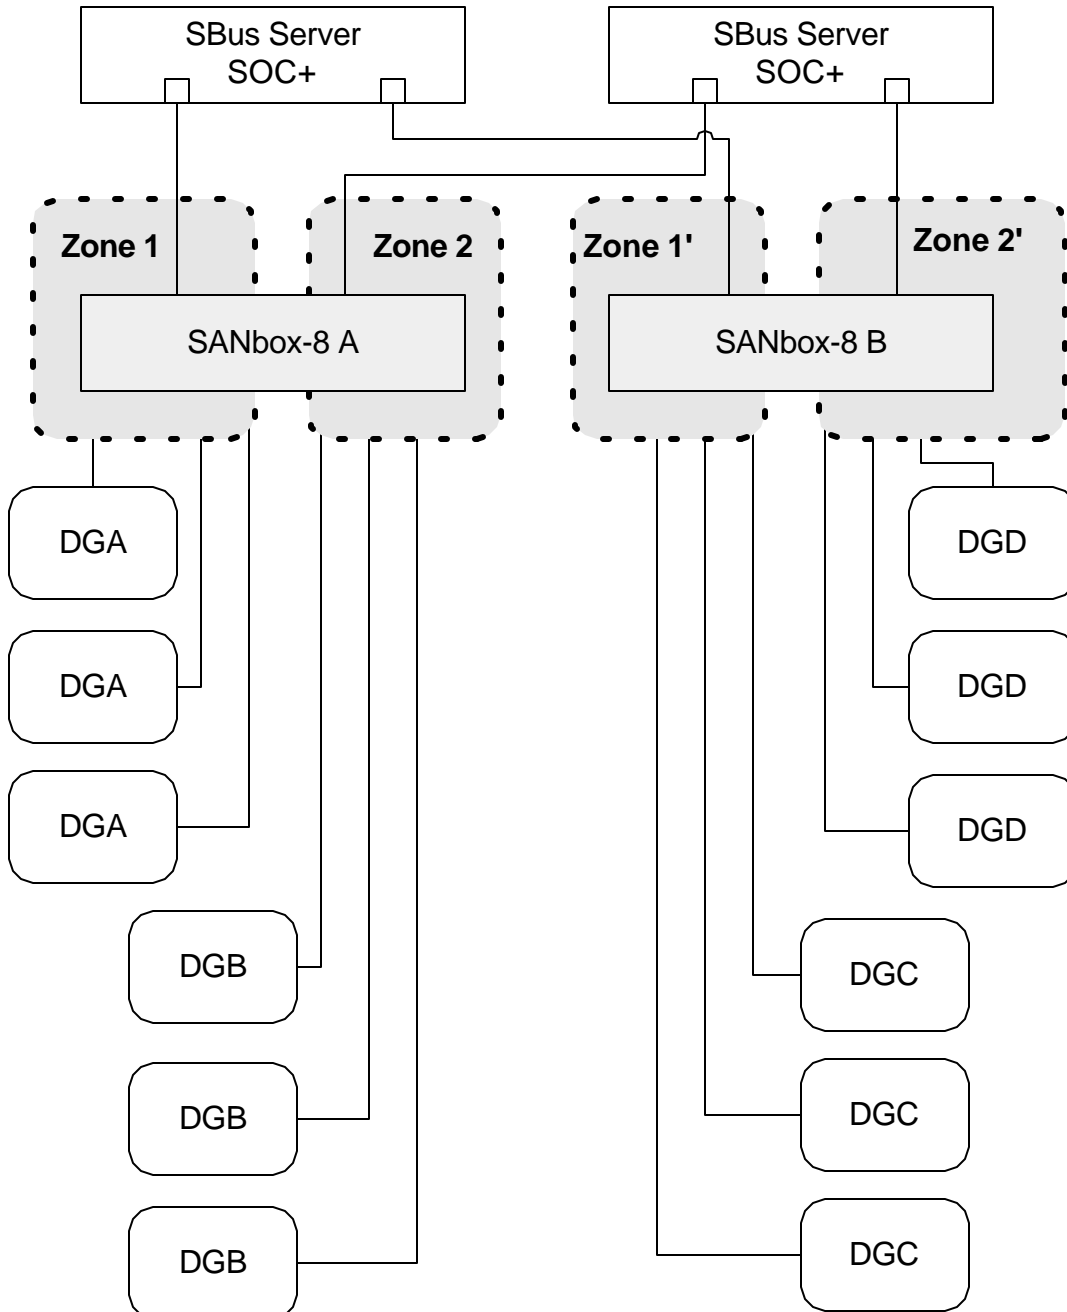 SBus Server
SOC+
SBus Server
SOC+
Zone 1
Zone 2
Zone 1'
Zone 2'
SANbox-8 A
SANbox-8 B
DGA
DGD
DGA
DGD
DGA
DGD
DGB
DGC
DGB
DGC
DGB
DGC